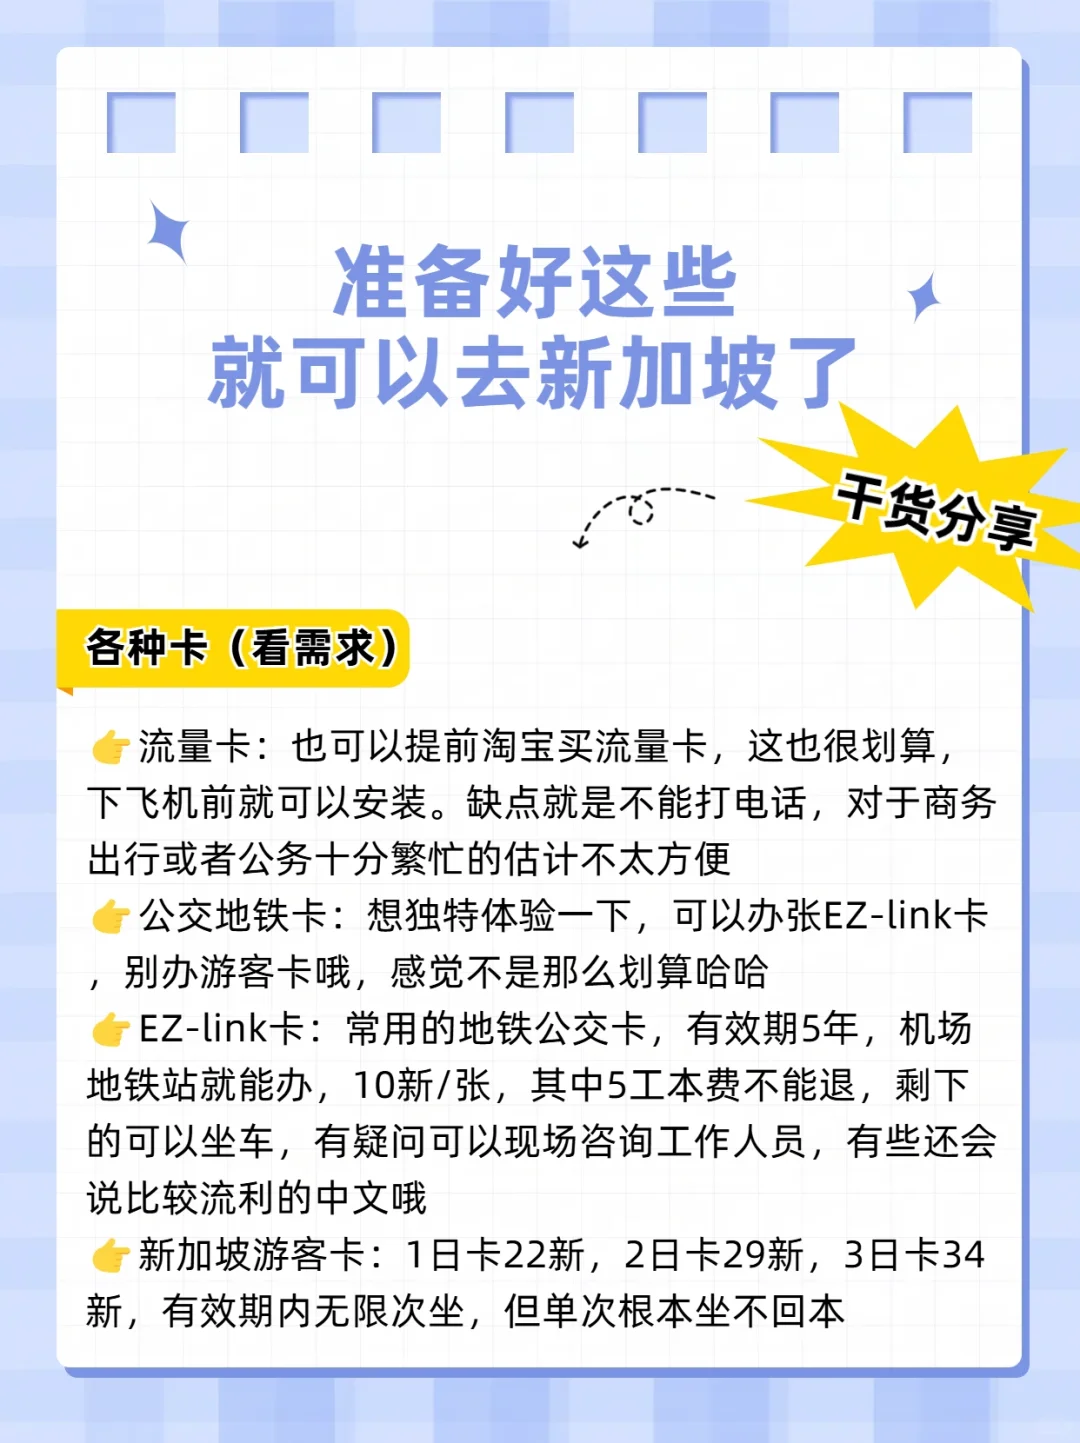 准备好这些
就可以去新加坡了
干货分享
各种卡（看需求）
👉流量卡：也可以提前淘宝买流量卡，这也很划算，
下飞机前就可以安装。缺点就是不能打电话，对于商务
出行或者公务十分繁忙的估计不太方便
👉公交地铁卡：想独特体验一下，可以办张EZ-link卡
，别办游客卡哦，感觉不是那么划算哈哈
👉EZ-link卡：常用的地铁公交卡，有效期5年，机场
地铁站就能办，10新/张，其中5工本费不能退，剩下
的可以坐车，有疑问可以现场咨询工作人员，有些还会
说比较流利的中文哦
👉新加坡游客卡：1日卡22新，2日卡29新，3日卡34
新，有效期内无限次坐，但单次根本坐不回本